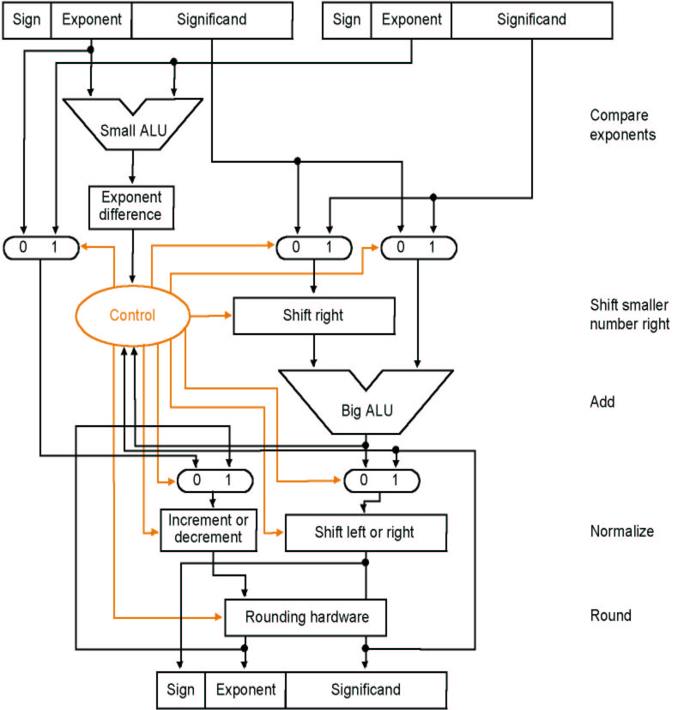 Sign Exponent Significand Sign Exponent Significand
Compare
exponents
Small ALU
Exponent
difference
0 1 0 1 0 1
Control
Shift right
Shift smaller
number right
Big ALU
Add
0 1 0 1
Increment or
decrement
Shift left or right
Normalize
Rounding hardware
Round
Sign Exponent Significand